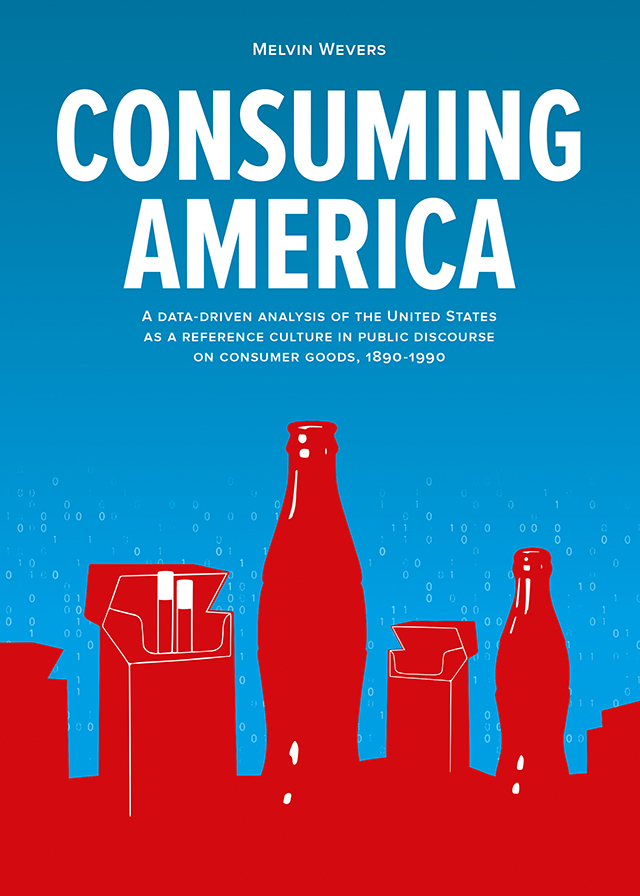 Melvin Wevers
CONSUMING
AMERICA
A data-driven analysis of the United States
as a reference culture in public discourse
on consumer goods, 1890-1990